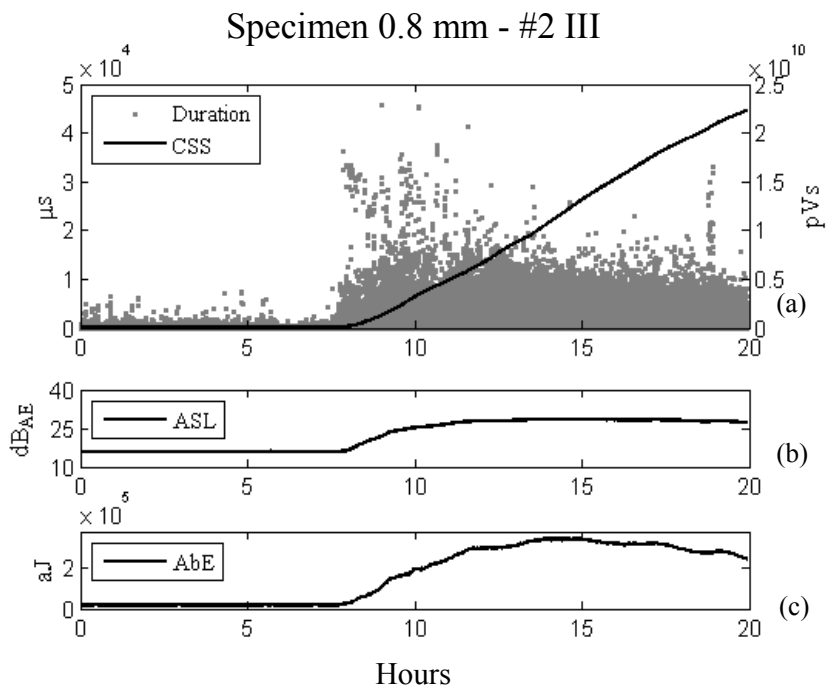 Specimen 0.8 mm - #2 III
× 10^4
× 10^10
5
4
3
2
1
0
μs
Duration
CSS
2.5
2
1.5
1
0.5
0
pVs
(a)
0 5 10 15 20
40
25
10
dB_AE
ASL
(b)
0 5 10 15 20
× 10^5
2
0
aJ
AbE
(c)
0 5 10 15 20
Hours